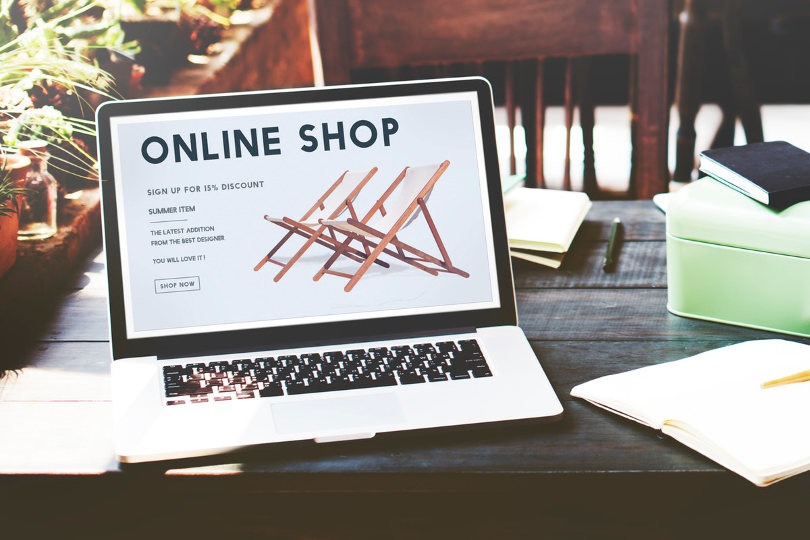 ONLINE SHOP
SIGN UP FOR 15% DISCOUNT
SUMMER ITEM
THE LATEST ADDITION
FROM THE BEST DESIGNER
YOU WILL LOVE IT !
SHOP NOW